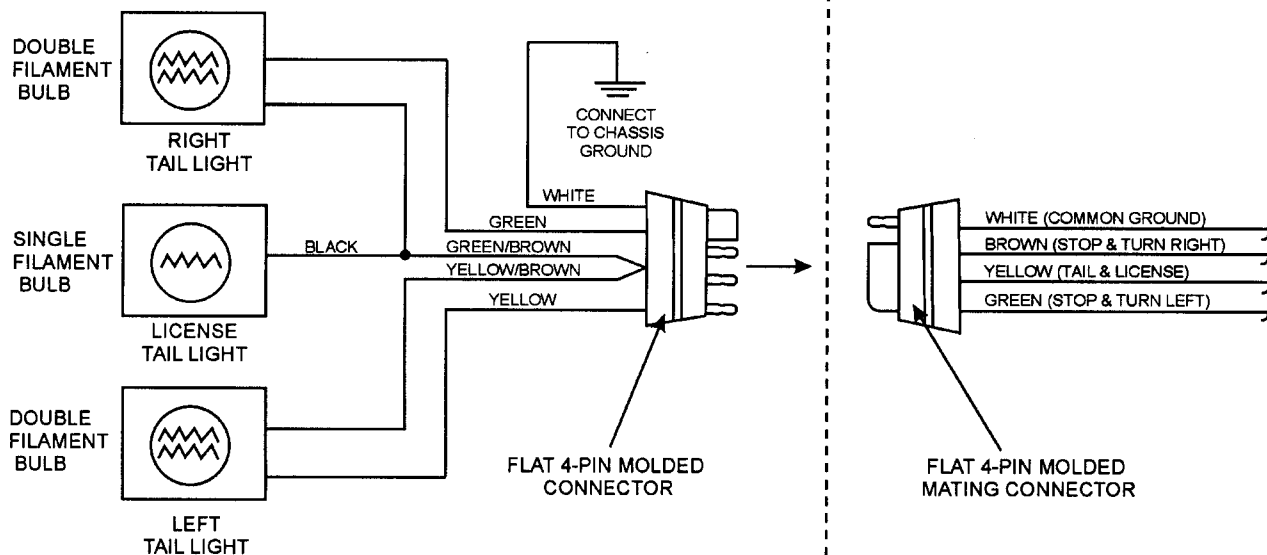 DOUBLE
FILAMENT
BULB
RIGHT
TAIL LIGHT
SINGLE
FILAMENT
BULB
LICENSE
TAIL LIGHT
DOUBLE
FILAMENT
BULB
LEFT
TAIL LIGHT
CONNECT
TO CHASSIS
GROUND
WHITE
GREEN
BLACK
GREEN/BROWN
YELLOW/BROWN
YELLOW
FLAT 4-PIN MOLDED
CONNECTOR
WHITE (COMMON GROUND)
BROWN (STOP & TURN RIGHT)
YELLOW (TAIL & LICENSE)
GREEN (STOP & TURN LEFT)
FLAT 4-PIN MOLDED
MATING CONNECTOR